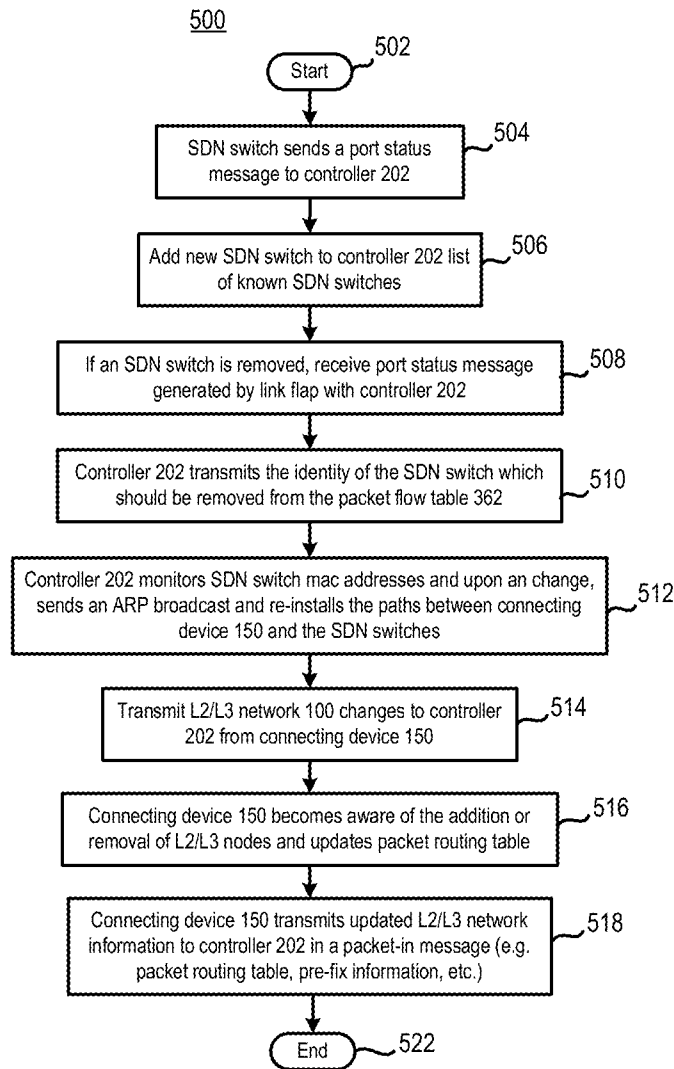 500
Start
502
SDN switch sends a port status
message to controller 202
504
Add new SDN switch to controller 202 list
of known SDN switches
506
If an SDN switch is removed, receive port status message
generated by link flap with controller 202
508
Controller 202 transmits the identity of the SDN switch which
should be removed from the packet flow table 362
510
Controller 202 monitors SDN switch mac addresses and upon an change,
sends an ARP broadcast and re-installs the paths between connecting
device 150 and the SDN switches
512
Transmit L2/L3 network 100 changes to controller
202 from connecting device 150
514
Connecting device 150 becomes aware of the addition or
removal of L2/L3 nodes and updates packet routing table
516
Connecting device 150 transmits updated L2/L3 network
information to controller 202 in a packet-in message (e.g.
packet routing table, pre-fix information, etc.)
518
End
522